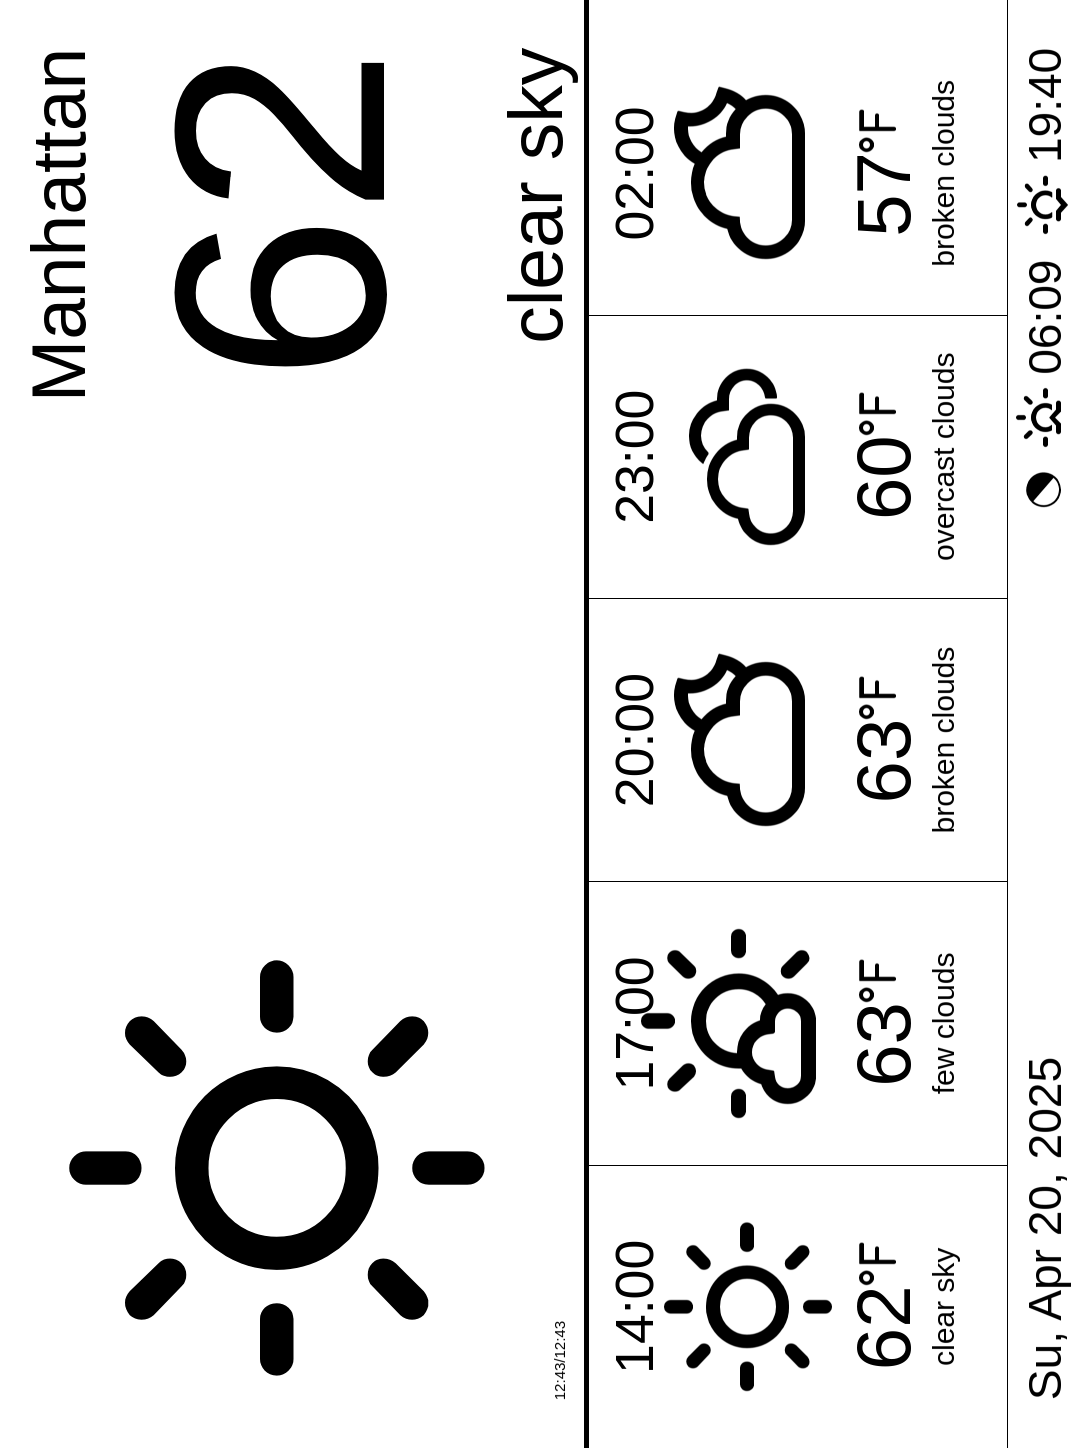 Manhattan
62
clear sky
12:43/12:43
14:00
62°F
clear sky
17:00
63°F
few clouds
20:00
63°F
broken clouds
23:00
60°F
overcast clouds
02:00
57°F
broken clouds
Su, Apr 20, 2025
06:09 19:40